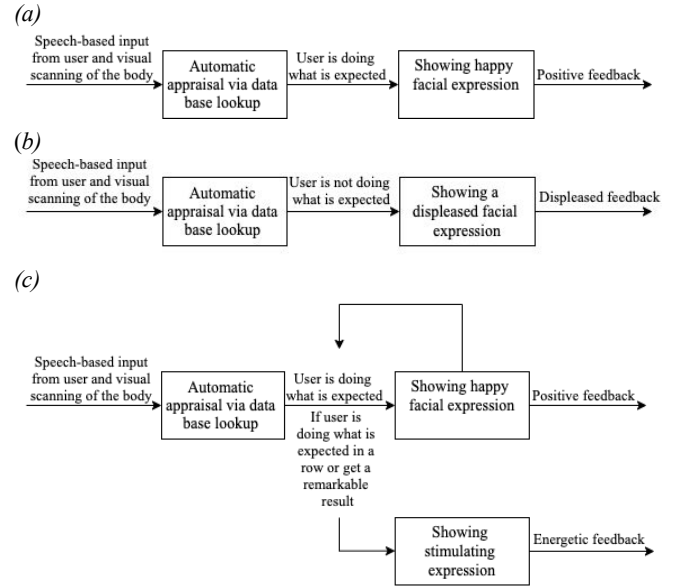 (a)
Speech-based input
from user and visual
scanning of the body
Automatic
appraisal via data
base lookup
User is doing
what is expected
Showing happy
facial expression
Positive feedback
(b)
Speech-based input
from user and visual
scanning of the body
Automatic
appraisal via data
base lookup
User is not doing
what is expected
Showing a
displeased facial
expression
Displeased feedback
(c)
Speech-based input
from user and visual
scanning of the body
Automatic
appraisal via data
base lookup
User is doing
what is expected
If user is
doing what is
expected in a
row or get a
remarkable
result
Showing happy
facial expression
Positive feedback
Showing
stimulating
expression
Energetic feedback